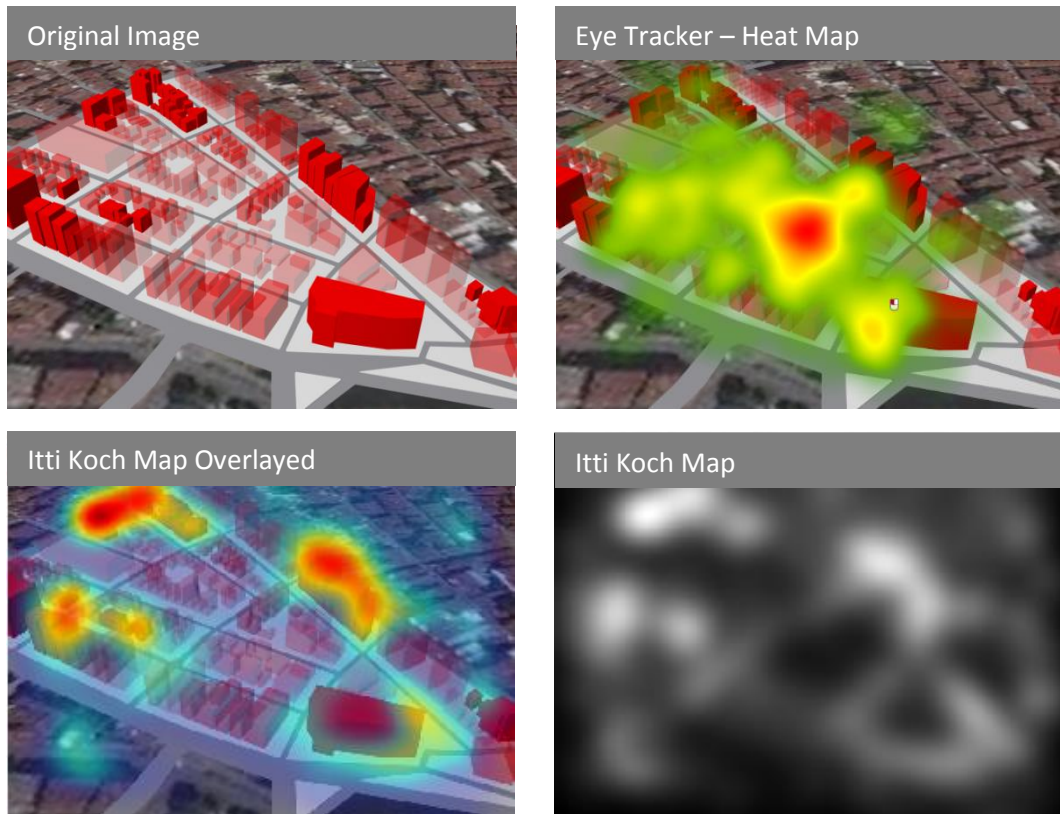 Original Image
Eye Tracker – Heat Map
Itti Koch Map Overlayed
Itti Koch Map